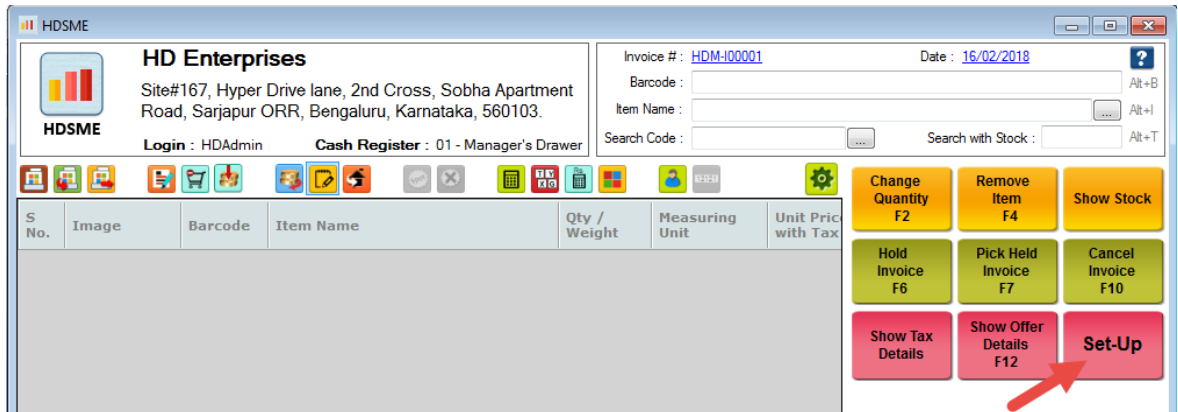 HDSME
HD Enterprises
Site#167, Hyper Drive lane, 2nd Cross, Sobha Apartment
Road, Sarjapur ORR, Bengaluru, Karnataka, 560103.
HDSME
Login : HDAdmin Cash Register : 01 - Manager's Drawer
Invoice # : HDM-I00001 Date : 16/02/2018 ?
Barcode : Alt+B
Item Name : ... Alt+I
Search Code : ... Search with Stock : Alt+T
S
No.
Image
Barcode
Item Name
Qty /
Weight
Measuring
Unit
Unit Price
with Tax
Change
Quantity
F2
Remove
Item
F4
Show Stock
Hold
Invoice
F6
Pick Held
Invoice
F7
Cancel
Invoice
F10
Show Tax
Details
Show Offer
Details
F12
Set-Up